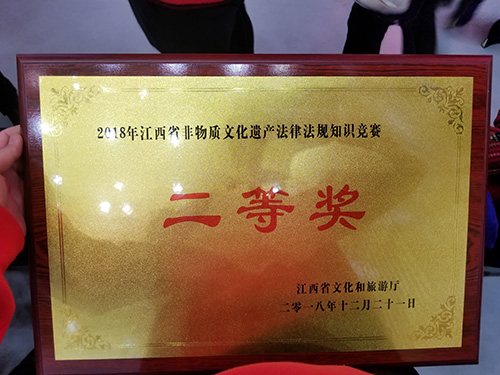 2018年江西省非物质文化遗产法律法规知识竞赛
二等奖
江西省文化和旅游厅
二零一八年十二月二十一日